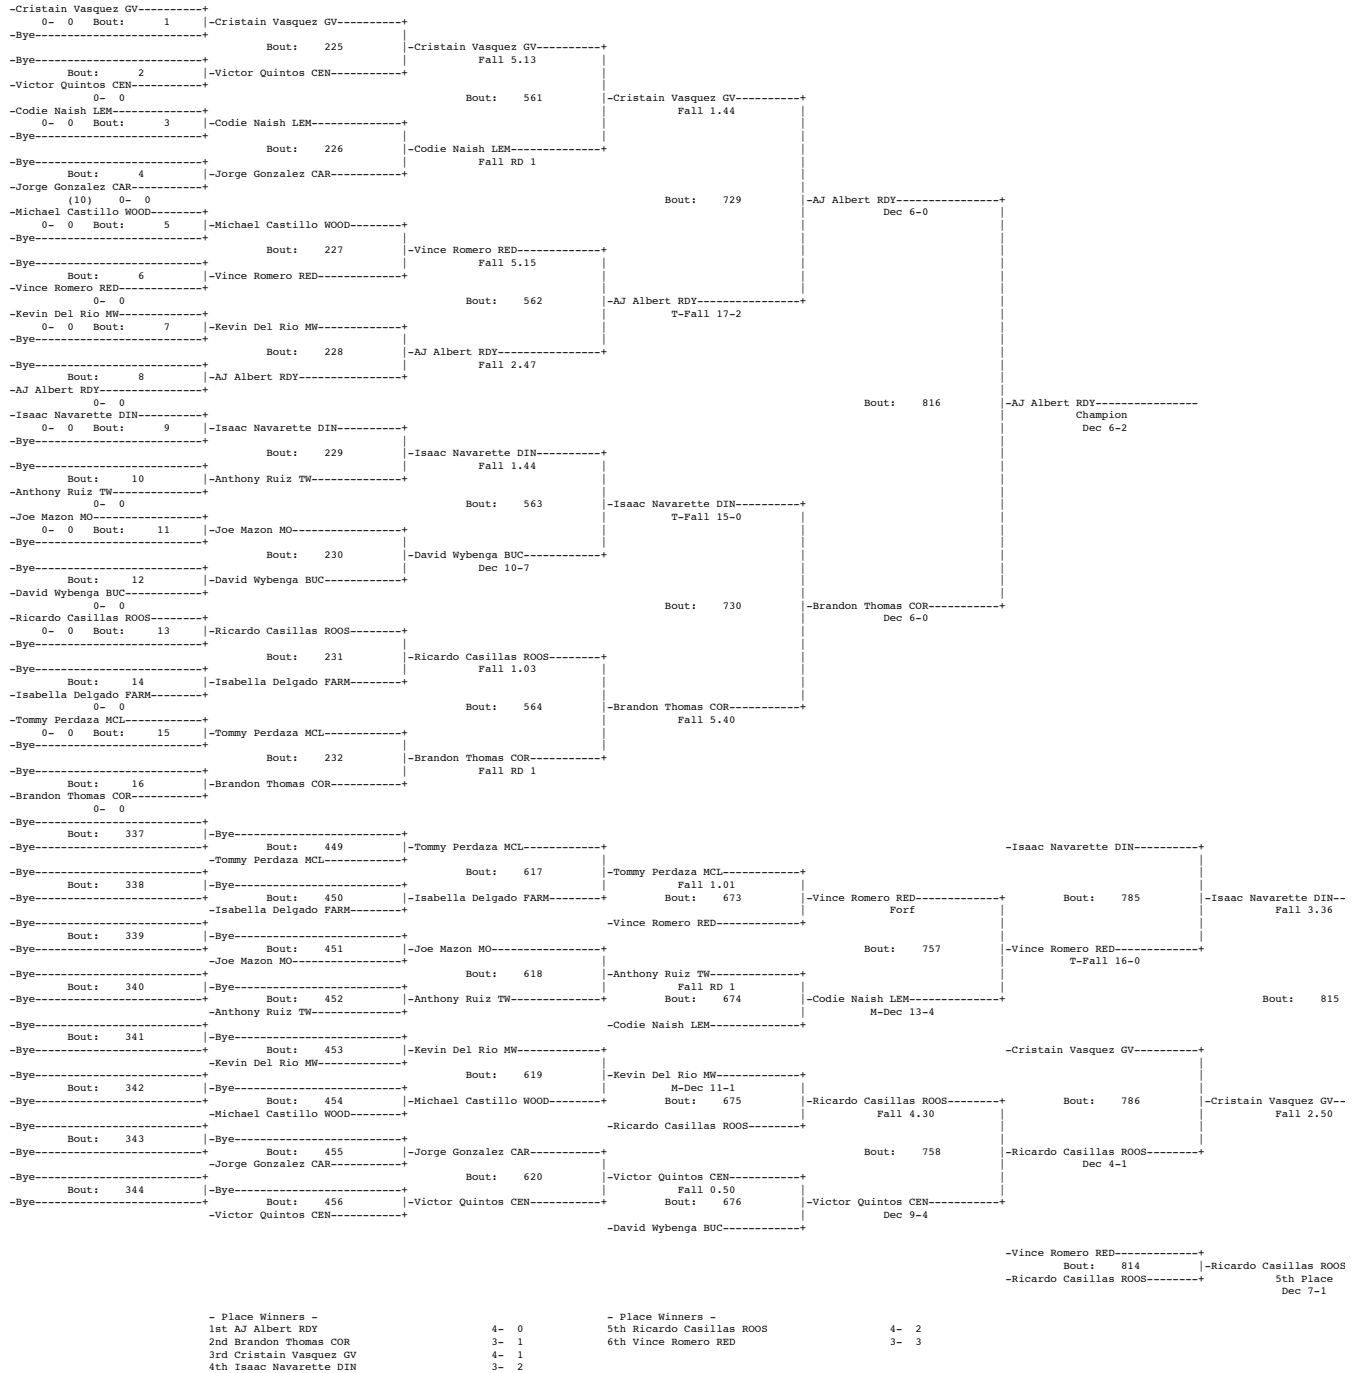 -Cristain Vasquez GV----------+
0- 0 Bout: 1 |-Cristain Vasquez GV----------+
-Bye--------------------------+ |
Bout: 225 |-Cristain Vasquez GV----------+
-Bye--------------------------+ | Fall 5.13 |
Bout: 2 |-Victor Quintos CEN-----------+ |
-Victor Quintos CEN-----------+ |
0- 0 Bout: 561 |-Cristain Vasquez GV----------+
-Codie Naish LEM--------------+ | Fall 1.44 |
0- 0 Bout: 3 |-Codie Naish LEM--------------+ | |
-Bye--------------------------+ | | |
Bout: 226 |-Codie Naish LEM--------------+ |
-Bye--------------------------+ | Fall RD 1 |
Bout: 4 |-Jorge Gonzalez CAR-----------+ |
-Jorge Gonzalez CAR-----------+ |
(10) 0- 0 Bout: 729 |-AJ Albert RDY----------------+
-Michael Castillo WOOD--------+ | Dec 6-0 |
0- 0 Bout: 5 |-Michael Castillo WOOD--------+ | |
-Bye--------------------------+ | | |
Bout: 227 |-Vince Romero RED-------------+ | |
-Bye--------------------------+ | Fall 5.15 | | |
Bout: 6 |-Vince Romero RED-------------+ | | |
-Vince Romero RED-------------+ | | |
0- 0 Bout: 562 |-AJ Albert RDY----------------+ |
-Kevin Del Rio MW-------------+ | T-Fall 17-2 |
0- 0 Bout: 7 |-Kevin Del Rio MW-------------+ | |
-Bye--------------------------+ | | |
Bout: 228 |-AJ Albert RDY----------------+ |
-Bye--------------------------+ | Fall 2.47 |
Bout: 8 |-AJ Albert RDY----------------+ |
-AJ Albert RDY----------------+ |
0- 0 Bout: 816 |-AJ Albert RDY----------------
-Isaac Navarette DIN----------+ | Champion
0- 0 Bout: 9 |-Isaac Navarette DIN----------+ | Dec 6-2
-Bye--------------------------+ | |
Bout: 229 |-Isaac Navarette DIN----------+ |
-Bye--------------------------+ | Fall 1.44 | |
Bout: 10 |-Anthony Ruiz TW--------------+ | |
-Anthony Ruiz TW--------------+ | |
0- 0 Bout: 563 |-Isaac Navarette DIN----------+ |
-Joe Mazon MO-----------------+ | T-Fall 15-0 | |
0- 0 Bout: 11 |-Joe Mazon MO-----------------+ | | |
-Bye--------------------------+ | | | |
Bout: 230 |-David Wybenga BUC------------+ | |
-Bye--------------------------+ | Dec 10-7 | |
Bout: 12 |-David Wybenga BUC------------+ | |
-David Wybenga BUC------------+ | |
0- 0 Bout: 730 |-Brandon Thomas COR-----------+
-Ricardo Casillas ROOS--------+ | Dec 6-0
0- 0 Bout: 13 |-Ricardo Casillas ROOS--------+ |
-Bye--------------------------+ | |
Bout: 231 |-Ricardo Casillas ROOS--------+ |
-Bye--------------------------+ | Fall 1.03 | |
Bout: 14 |-Isabella Delgado FARM--------+ | |
-Isabella Delgado FARM--------+ | |
0- 0 Bout: 564 |-Brandon Thomas COR-----------+
-Tommy Perdaza MCL------------+ | Fall 5.40
0- 0 Bout: 15 |-Tommy Perdaza MCL------------+ |
-Bye--------------------------+ | |
Bout: 232 |-Brandon Thomas COR-----------+
-Bye--------------------------+ | Fall RD 1
Bout: 16 |-Brandon Thomas COR-----------+
-Brandon Thomas COR-----------+
0- 0
-Bye--------------------------+
Bout: 337 |-Bye--------------------------+
-Bye--------------------------+ Bout: 449 |-Tommy Perdaza MCL------------+ -Isaac Navarette DIN----------+
-Tommy Perdaza MCL------------+ | |
-Bye--------------------------+ Bout: 617 |-Tommy Perdaza MCL------------+ |
Bout: 338 |-Bye--------------------------+ | Fall 1.01 | |
-Bye--------------------------+ Bout: 450 |-Isabella Delgado FARM--------+ Bout: 673 |-Vince Romero RED-------------+ Bout: 785 |-Isaac Navarette DIN--
-Isabella Delgado FARM--------+ | Forf | | Fall 3.36
-Bye--------------------------+ -Vince Romero RED-------------+ | |
Bout: 339 |-Bye--------------------------+ | |
-Bye--------------------------+ Bout: 451 |-Joe Mazon MO-----------------+ Bout: 757 |-Vince Romero RED-------------+
-Joe Mazon MO-----------------+ | | T-Fall 16-0
-Bye--------------------------+ Bout: 618 |-Anthony Ruiz TW--------------+ |
Bout: 340 |-Bye--------------------------+ | Fall RD 1 | |
-Bye--------------------------+ Bout: 452 |-Anthony Ruiz TW--------------+ Bout: 674 |-Codie Naish LEM--------------+ Bout: 815
-Anthony Ruiz TW--------------+ | M-Dec 13-4
-Bye--------------------------+ -Codie Naish LEM--------------+
Bout: 341 |-Bye--------------------------+
-Bye--------------------------+ Bout: 453 |-Kevin Del Rio MW-------------+ -Cristain Vasquez GV----------+
-Kevin Del Rio MW-------------+ | |
-Bye--------------------------+ Bout: 619 |-Kevin Del Rio MW-------------+ |
Bout: 342 |-Bye--------------------------+ | M-Dec 11-1 | |
-Bye--------------------------+ Bout: 454 |-Michael Castillo WOOD--------+ Bout: 675 |-Ricardo Casillas ROOS--------+ Bout: 786 |-Cristain Vasquez GV--
-Michael Castillo WOOD--------+ | Fall 4.30 | | Fall 2.50
-Bye--------------------------+ -Ricardo Casillas ROOS--------+ | |
Bout: 343 |-Bye--------------------------+ | |
-Bye--------------------------+ Bout: 455 |-Jorge Gonzalez CAR-----------+ Bout: 758 |-Ricardo Casillas ROOS--------+
-Jorge Gonzalez CAR-----------+ | | Dec 4-1
-Bye--------------------------+ Bout: 620 |-Victor Quintos CEN-----------+ |
Bout: 344 |-Bye--------------------------+ | Fall 0.50 | |
-Bye--------------------------+ Bout: 456 |-Victor Quintos CEN-----------+ Bout: 676 |-Victor Quintos CEN-----------+
-Victor Quintos CEN-----------+ | Dec 9-4
-David Wybenga BUC------------+
-Vince Romero RED-------------+
Bout: 814 |-Ricardo Casillas ROOS
-Ricardo Casillas ROOS--------+ 5th Place
Dec 7-1
- Place Winners - - Place Winners -
1st AJ Albert RDY 4- 0 5th Ricardo Casillas ROOS 4- 2
2nd Brandon Thomas COR 3- 1 6th Vince Romero RED 3- 3
3rd Cristain Vasquez GV 4- 1
4th Isaac Navarette DIN 3- 2